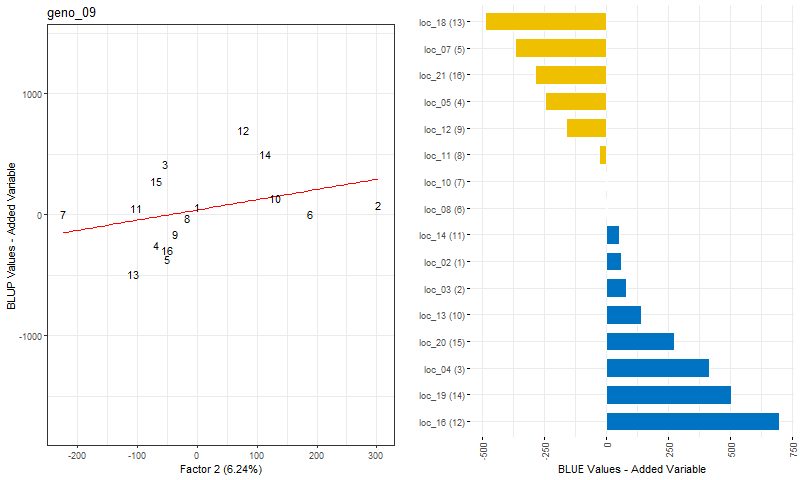 geno_09
BLUP Values - Added Variable
1000
0
-1000
12
14
3
15
10
2
1
11
7
6
8
9
4
16
5
13
-200
-100
0
100
200
300
Factor 2 (6.24%)
loc_18 (13)
loc_07 (5)
loc_21 (16)
loc_05 (4)
loc_12 (9)
loc_11 (8)
loc_10 (7)
loc_08 (6)
loc_14 (11)
loc_02 (1)
loc_03 (2)
loc_13 (10)
loc_20 (15)
loc_04 (3)
loc_19 (14)
loc_16 (12)
-500
-250
0
250
500
750
BLUE Values - Added Variable